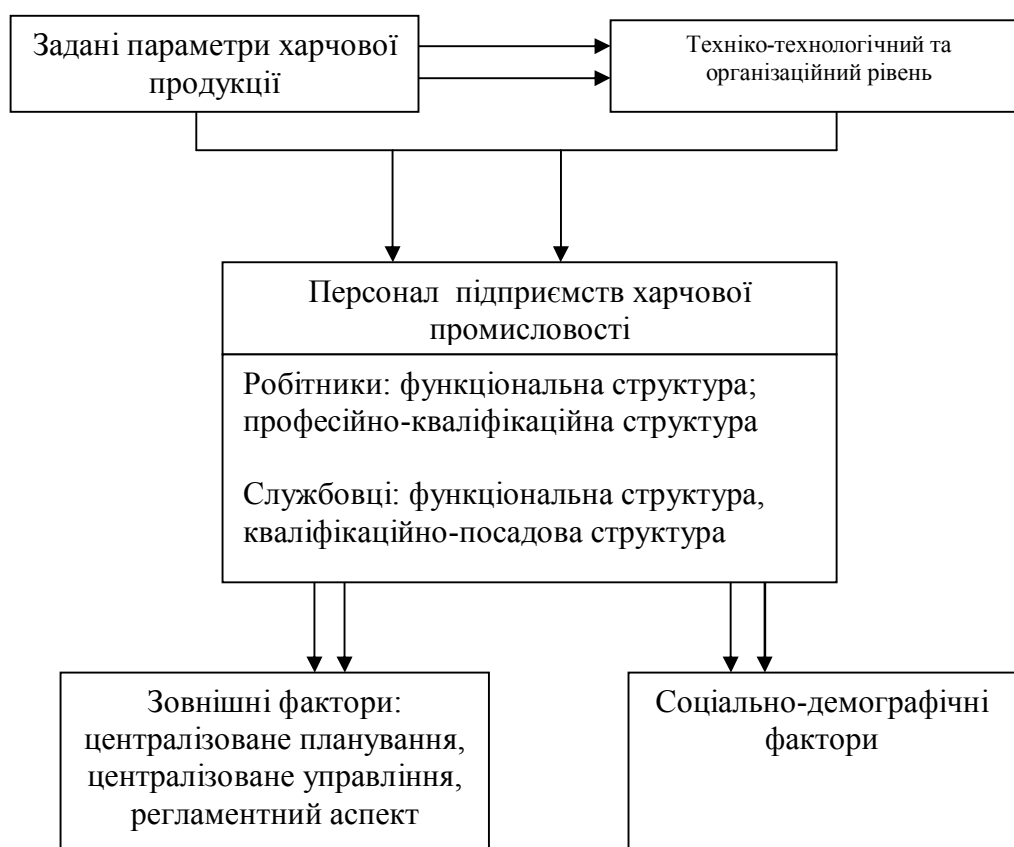 Задані параметри харчової
продукції
Техніко-технологічний та
організаційний рівень
Персонал підприємств харчової
промисловості
Робітники: функціональна структура;
професійно-кваліфікаційна структура
Службовці: функціональна структура,
кваліфікаційно-посадова структура
Зовнішні фактори:
централізоване планування,
централізоване управління,
регламентний аспект
Соціально-демографічні
фактори